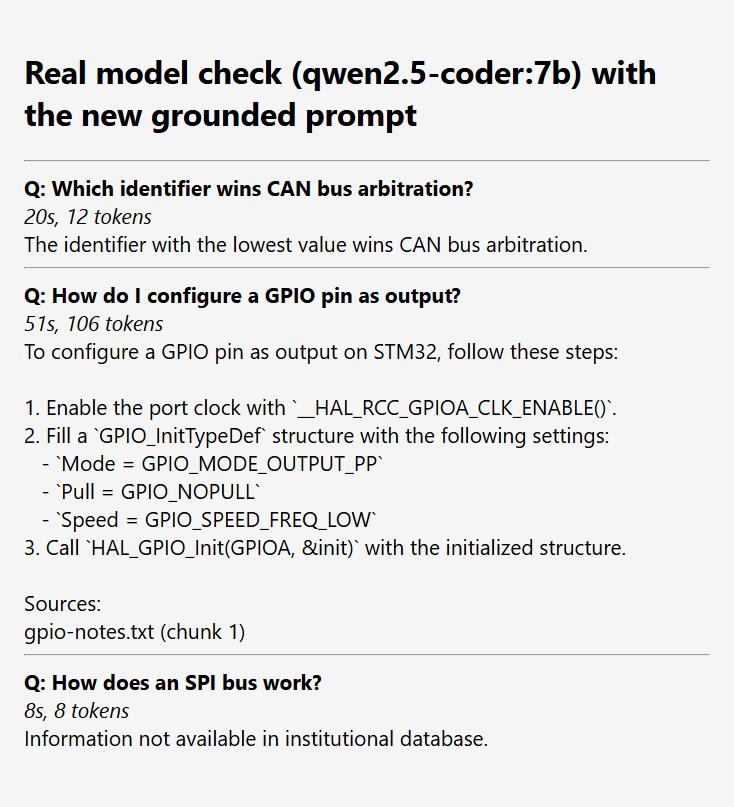 Real model check (qwen2.5-coder:7b) with
the new grounded prompt
Q: Which identifier wins CAN bus arbitration?
20s, 12 tokens
The identifier with the lowest value wins CAN bus arbitration.
Q: How do I configure a GPIO pin as output?
51s, 106 tokens
To configure a GPIO pin as output on STM32, follow these steps:
1. Enable the port clock with `__HAL_RCC_GPIOA_CLK_ENABLE()`.
2. Fill a `GPIO_InitTypeDef` structure with the following settings:
- `Mode = GPIO_MODE_OUTPUT_PP`
- `Pull = GPIO_NOPULL`
- `Speed = GPIO_SPEED_FREQ_LOW`
3. Call `HAL_GPIO_Init(GPIOA, &init)` with the initialized structure.
Sources:
gpio-notes.txt (chunk 1)
Q: How does an SPI bus work?
8s, 8 tokens
Information not available in institutional database.